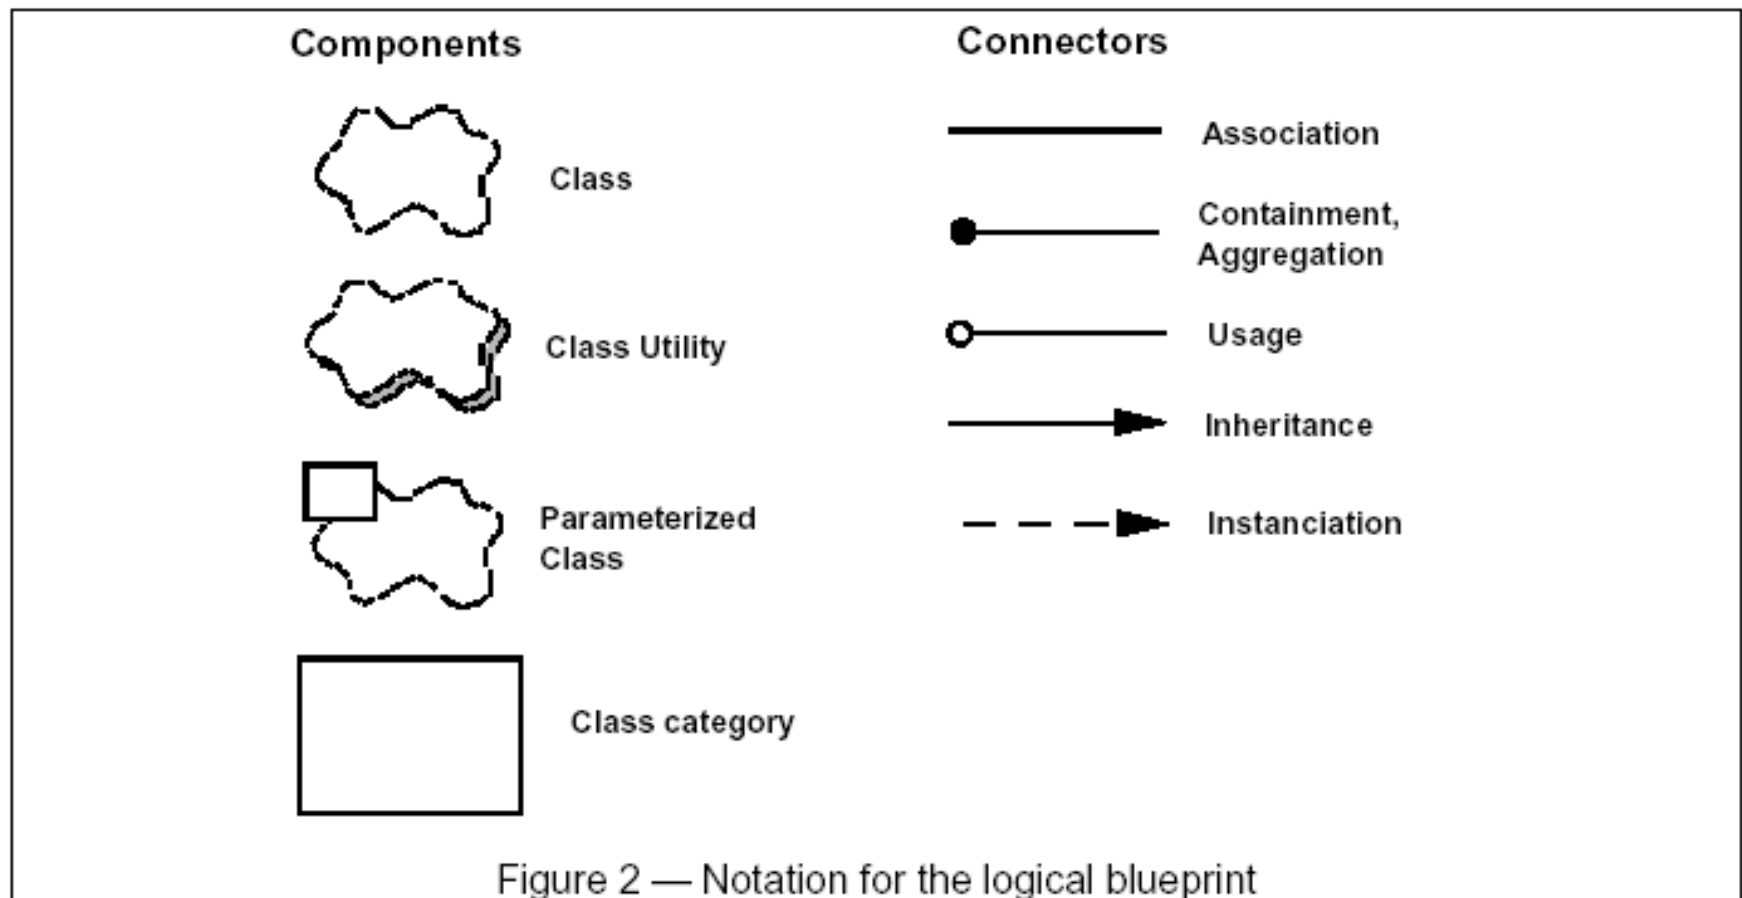 Components
Class
Class Utility
Parameterized
Class
Class category
Connectors
Association
Containment,
Aggregation
Usage
Inheritance
Instanciation
Figure 2 — Notation for the logical blueprint